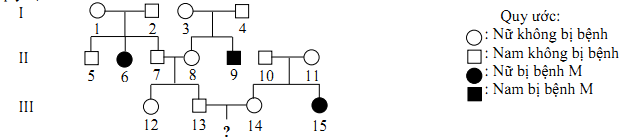 I
1 2 3 4
Quy ước:
: Nữ không bị bệnh
: Nam không bị bệnh
: Nữ bị bệnh M
: Nam bị bệnh M
II
5 6 7 8 9 10 11
III
12 13 14 15
?